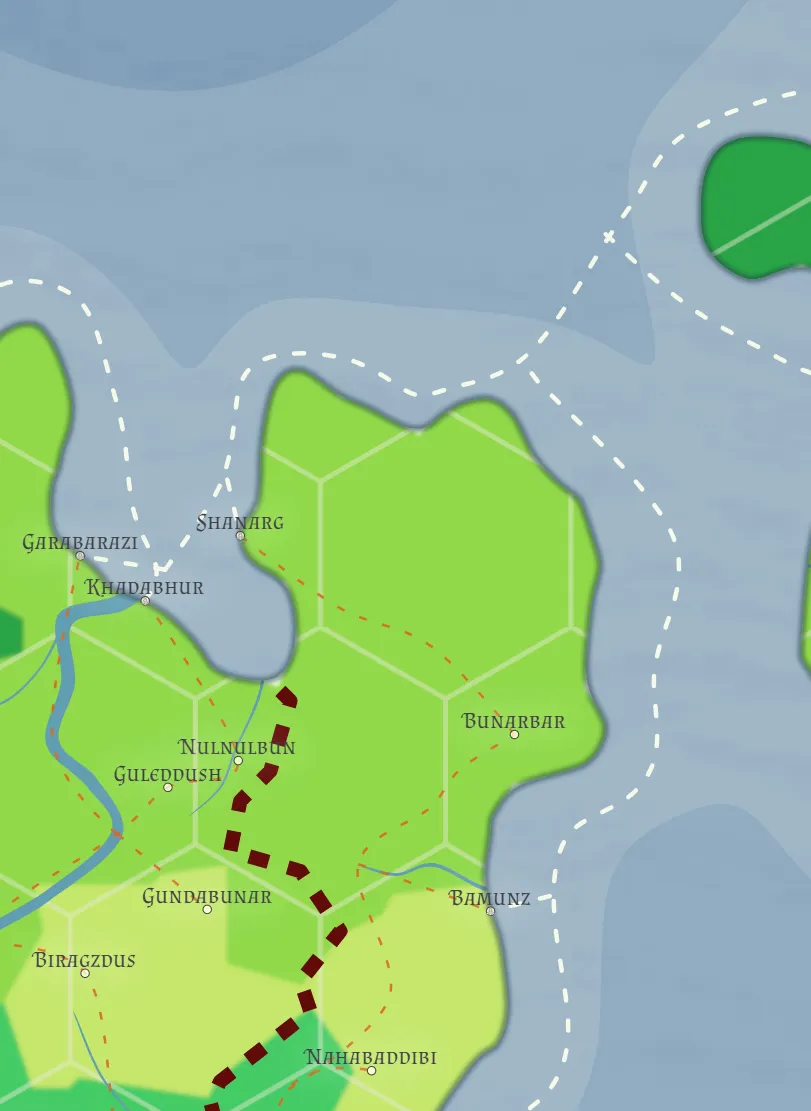 Shanarg
Garabarazi
Khadabhur
Bunarbar
Nulnulbun
Guleddush
Gundabunar
Bamunz
Biragzdus
Nahabaddibi